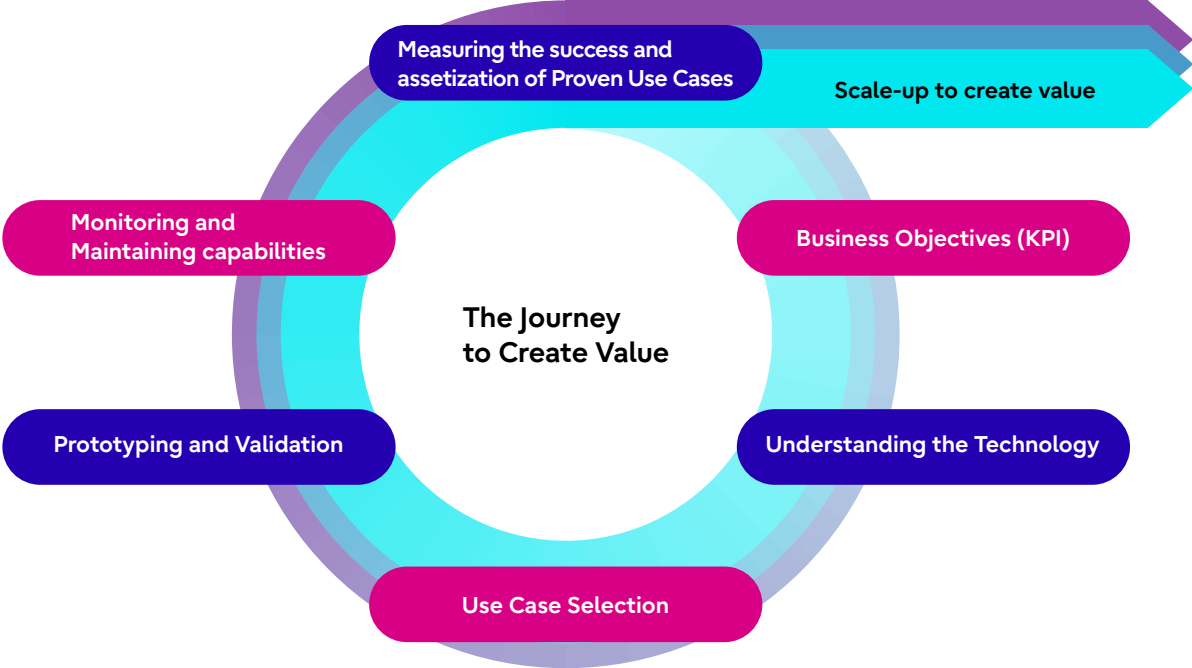 Measuring the success and
assetization of Proven Use Cases
Scale-up to create value
Monitoring and
Maintaining capabilities
Business Objectives (KPI)
The Journey
to Create Value
Prototyping and Validation
Understanding the Technology
Use Case Selection